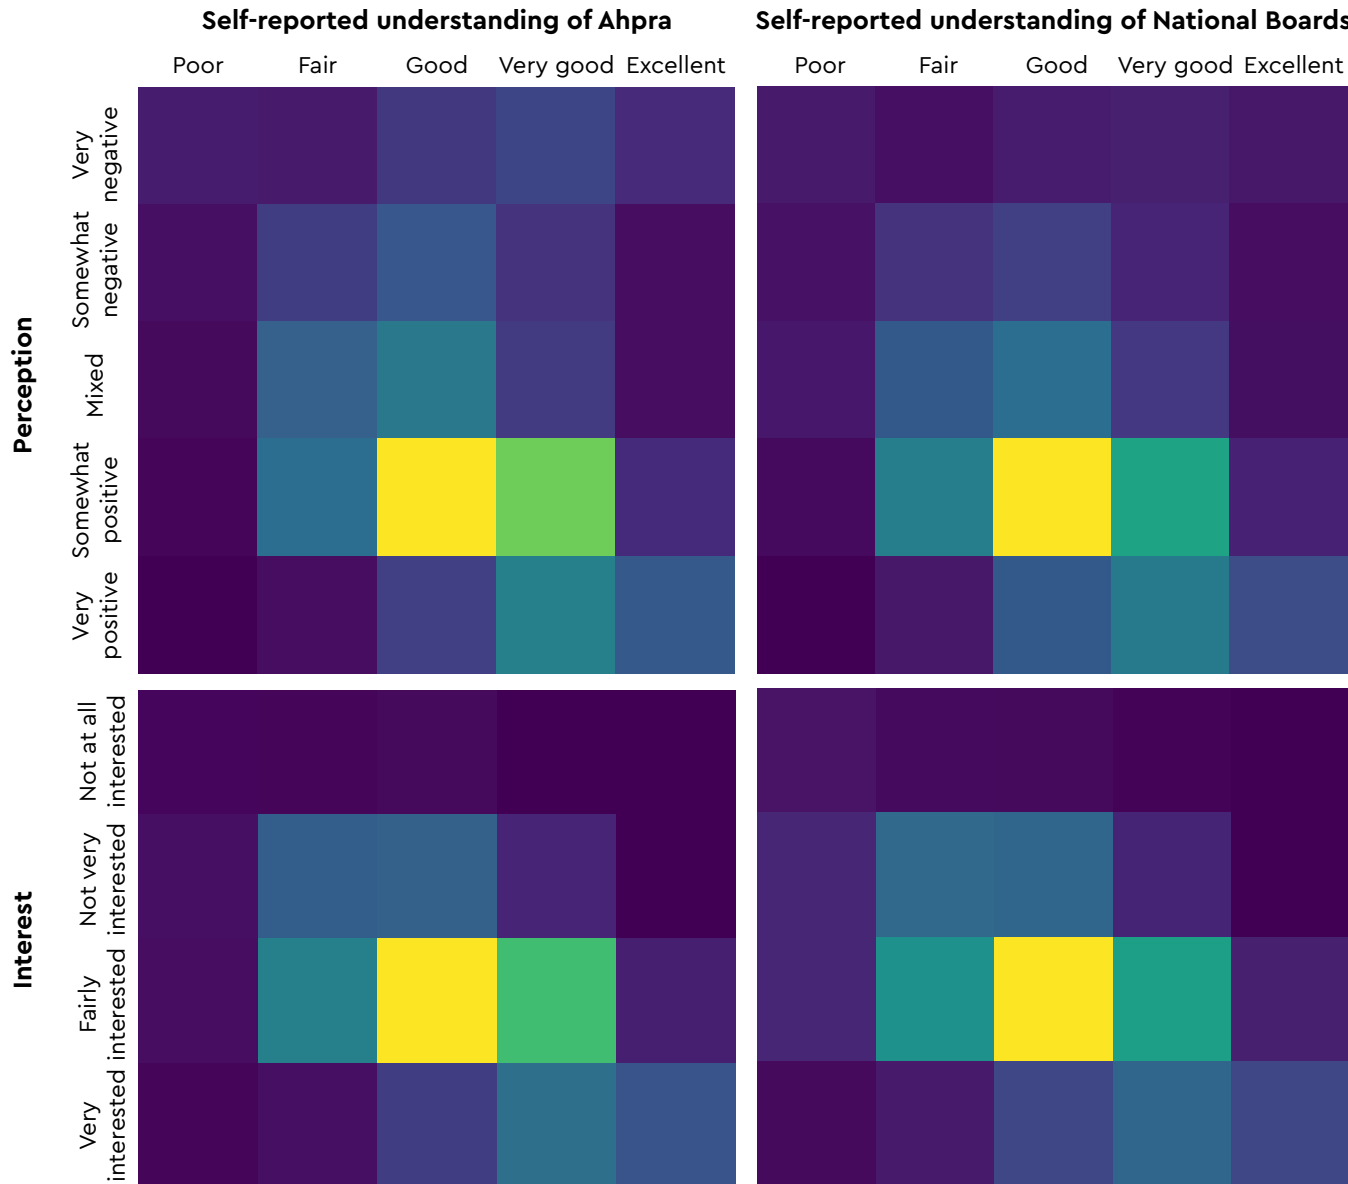 Self-reported understanding of Ahpra
Self-reported understanding of National Boards
Poor Fair Good Very good Excellent
Poor Fair Good Very good Excellent
Perception
Very
negative
Somewhat
negative
Mixed
Somewhat
positive
Very
positive
Interest
Not at all
interested
Not very
interested
Fairly
interested
Very
interested